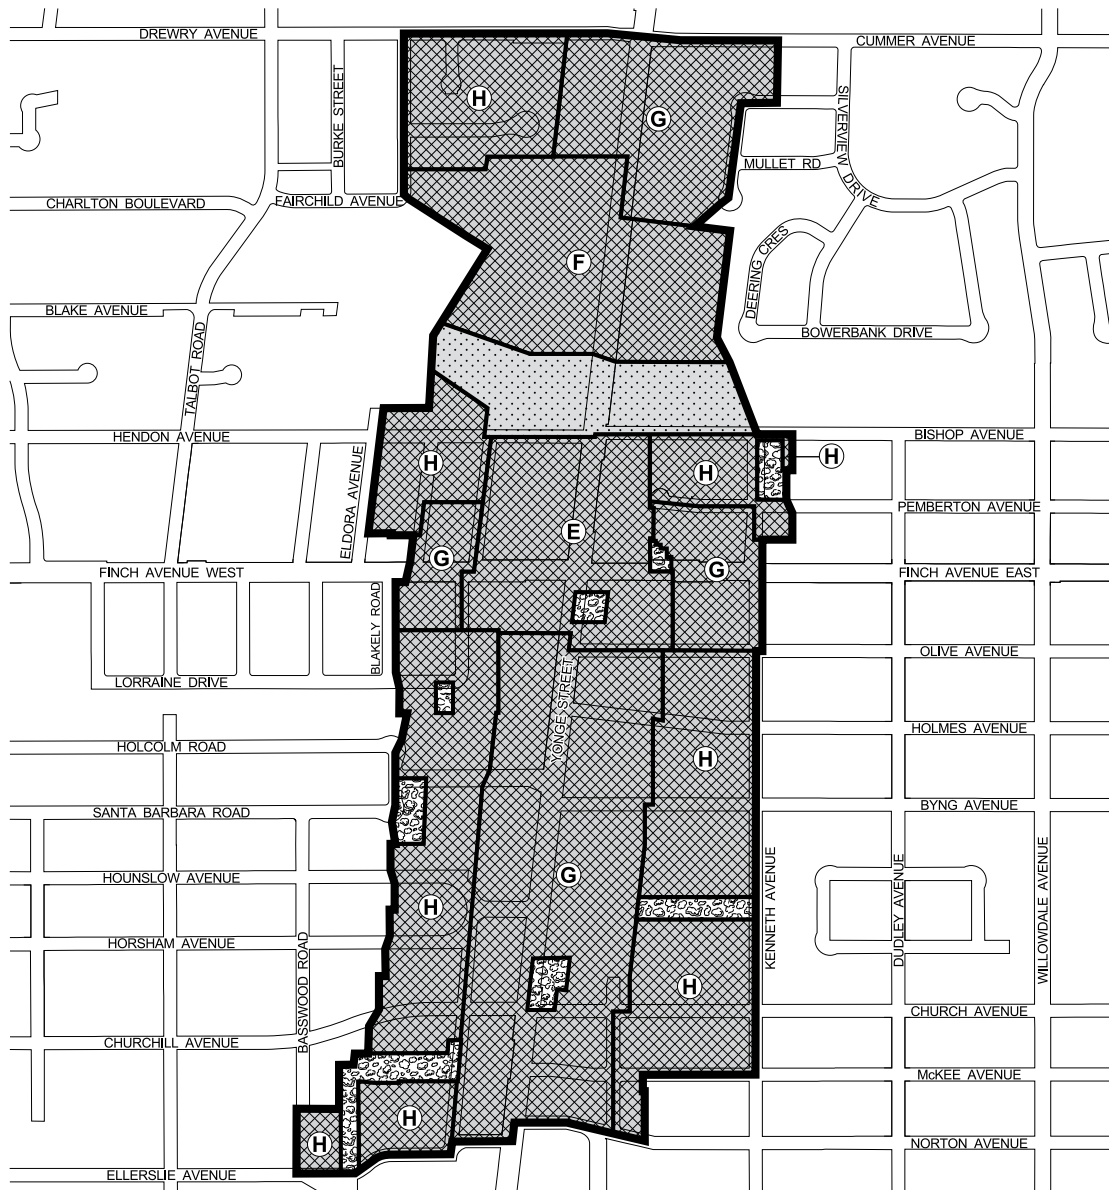 DREWRY AVENUE
CUMMER AVENUE
BURKE STREET
H
G
SILVERVIEW DRIVE
MULLET RD
CHARLTON BOULEVARD
FAIRCHILD AVENUE
DEERING CRES
F
BLAKE AVENUE
BOWERBANK DRIVE
TALBOT ROAD
HENDON AVENUE
BISHOP AVENUE
H
H
H
ELDORA AVENUE
PEMBERTON AVENUE
E
G
G
FINCH AVENUE WEST
FINCH AVENUE EAST
BLAKELY ROAD
OLIVE AVENUE
LORRAINE DRIVE
YONGE STREET
HOLMES AVENUE
HOLCOLM ROAD
H
SANTA BARBARA ROAD
BYNG AVENUE
HOUNSLOW AVENUE
G
KENNETH AVENUE
DUDLEY AVENUE
WILLOWDALE AVENUE
H
HORSHAM AVENUE
BASSWOOD ROAD
H
CHURCH AVENUE
CHURCHILL AVENUE
McKEE AVENUE
H
H
NORTON AVENUE
ELLERSLIE AVENUE